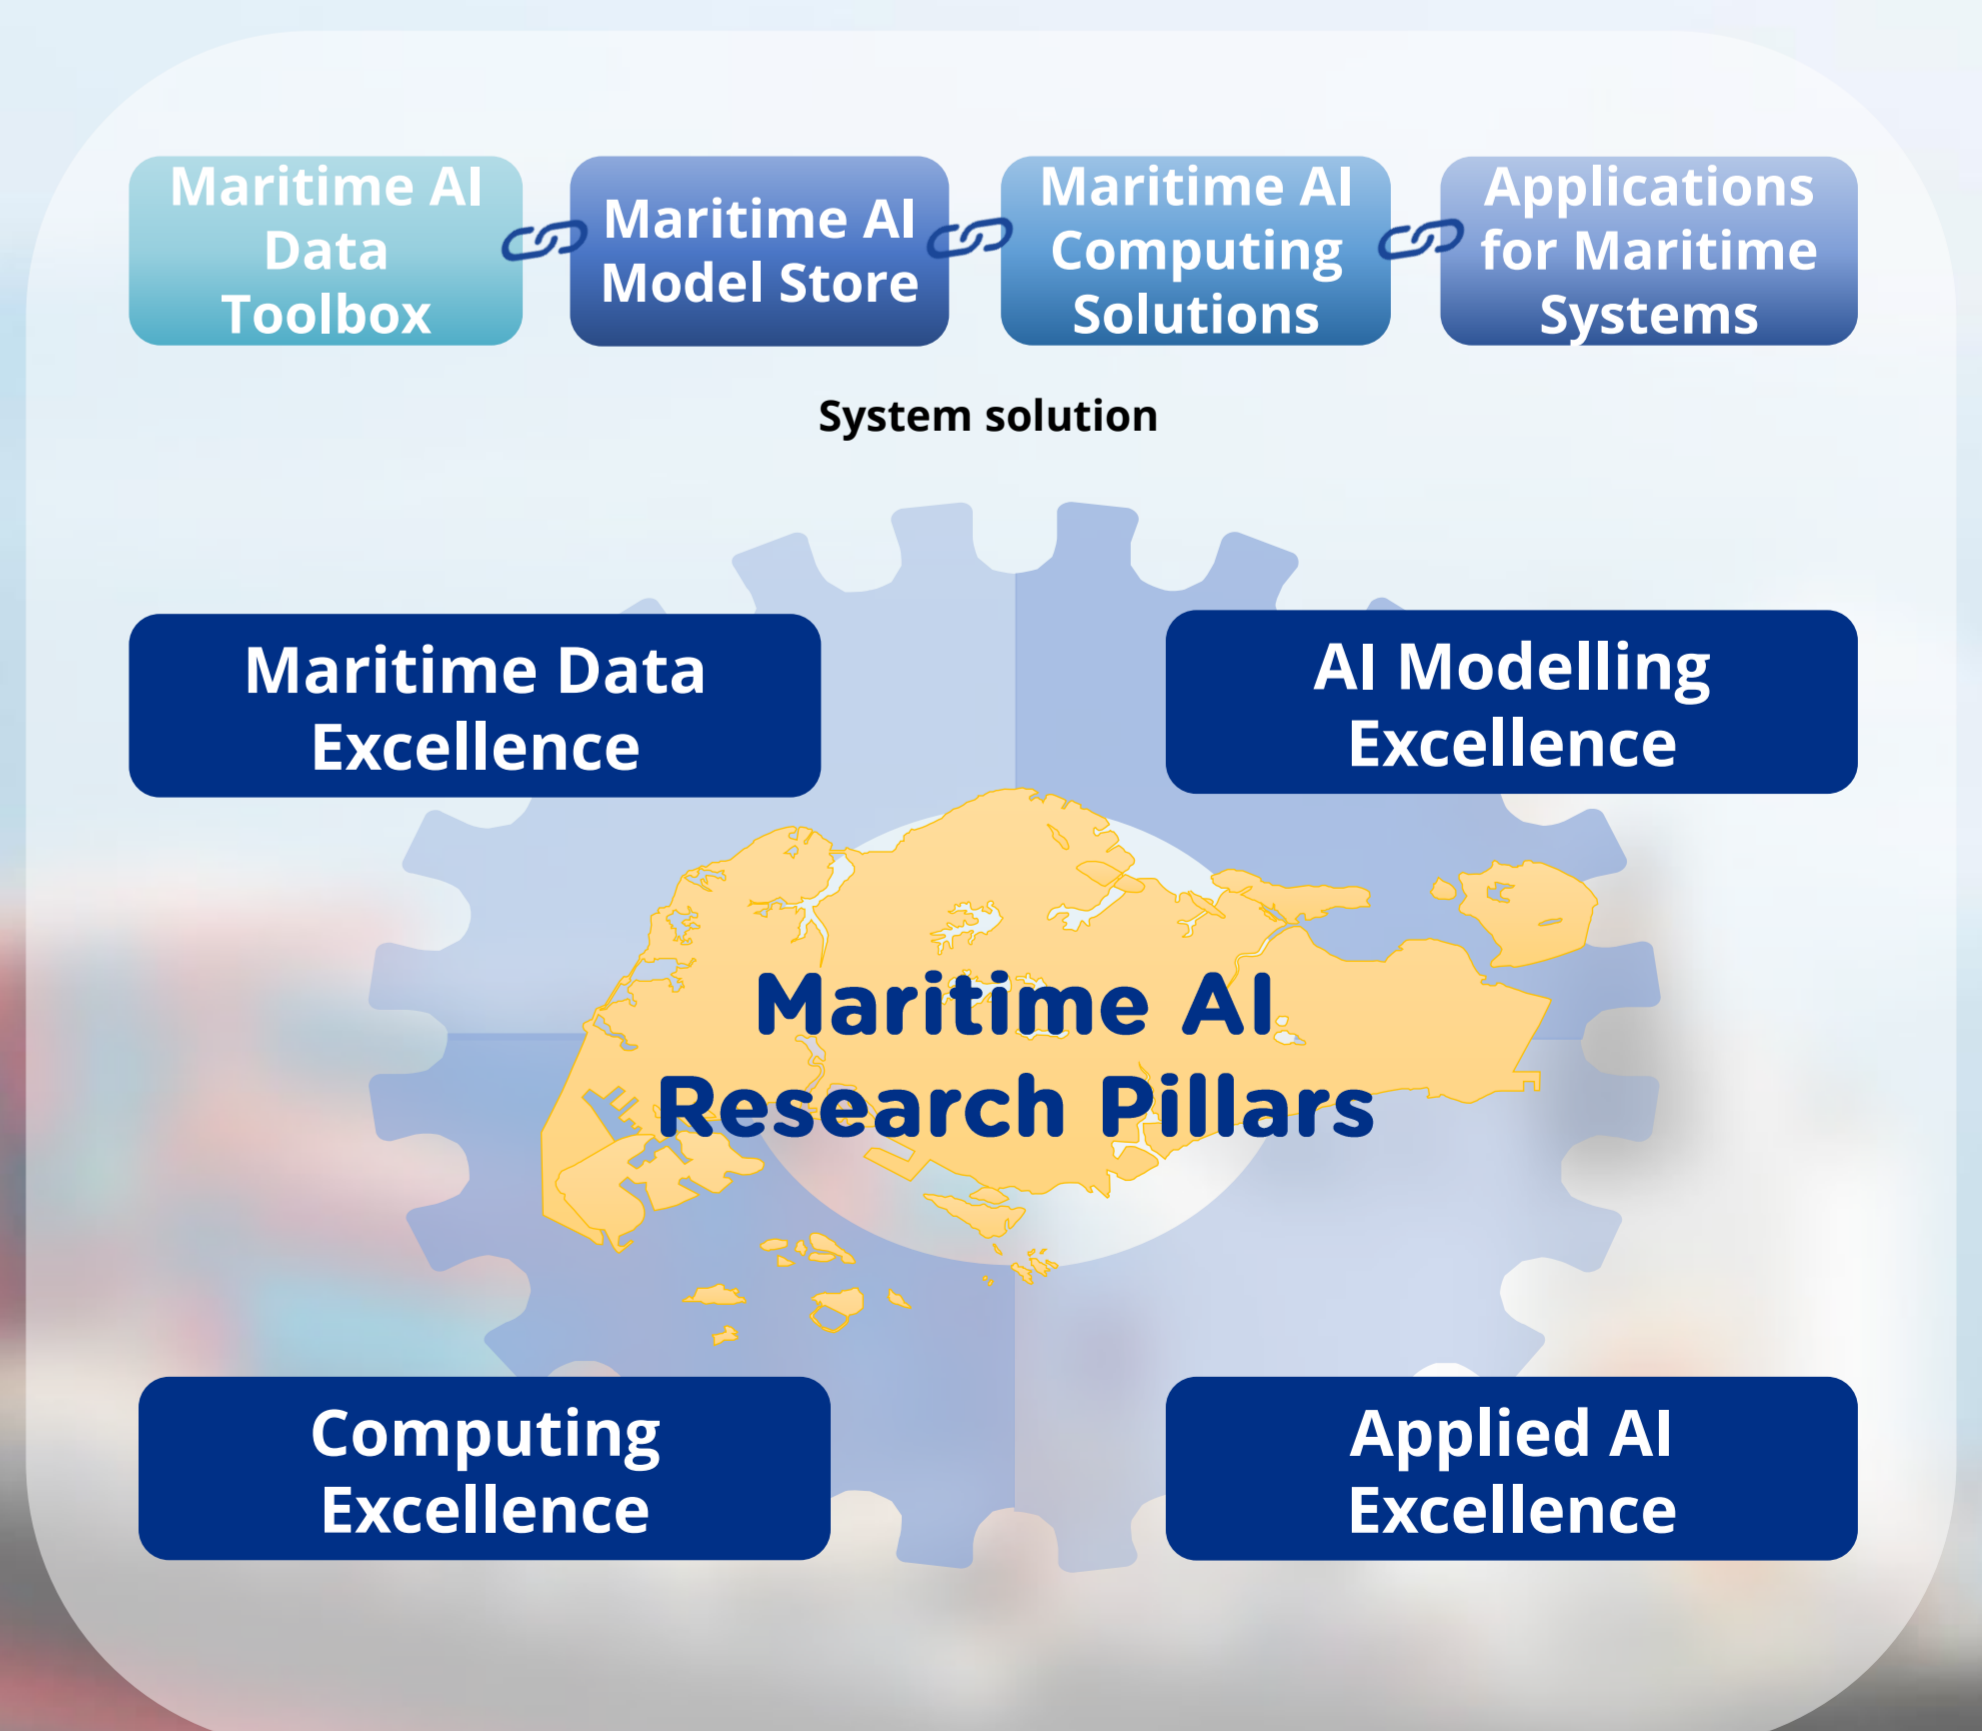 Maritime AI
Data
Toolbox
Maritime AI
Model Store
Maritime AI
Computing
Solutions
Applications
for Maritime
Systems
System solution
Maritime Data
Excellence
AI Modelling
Excellence
Maritime AI
Research Pillars
Computing
Excellence
Applied AI
Excellence